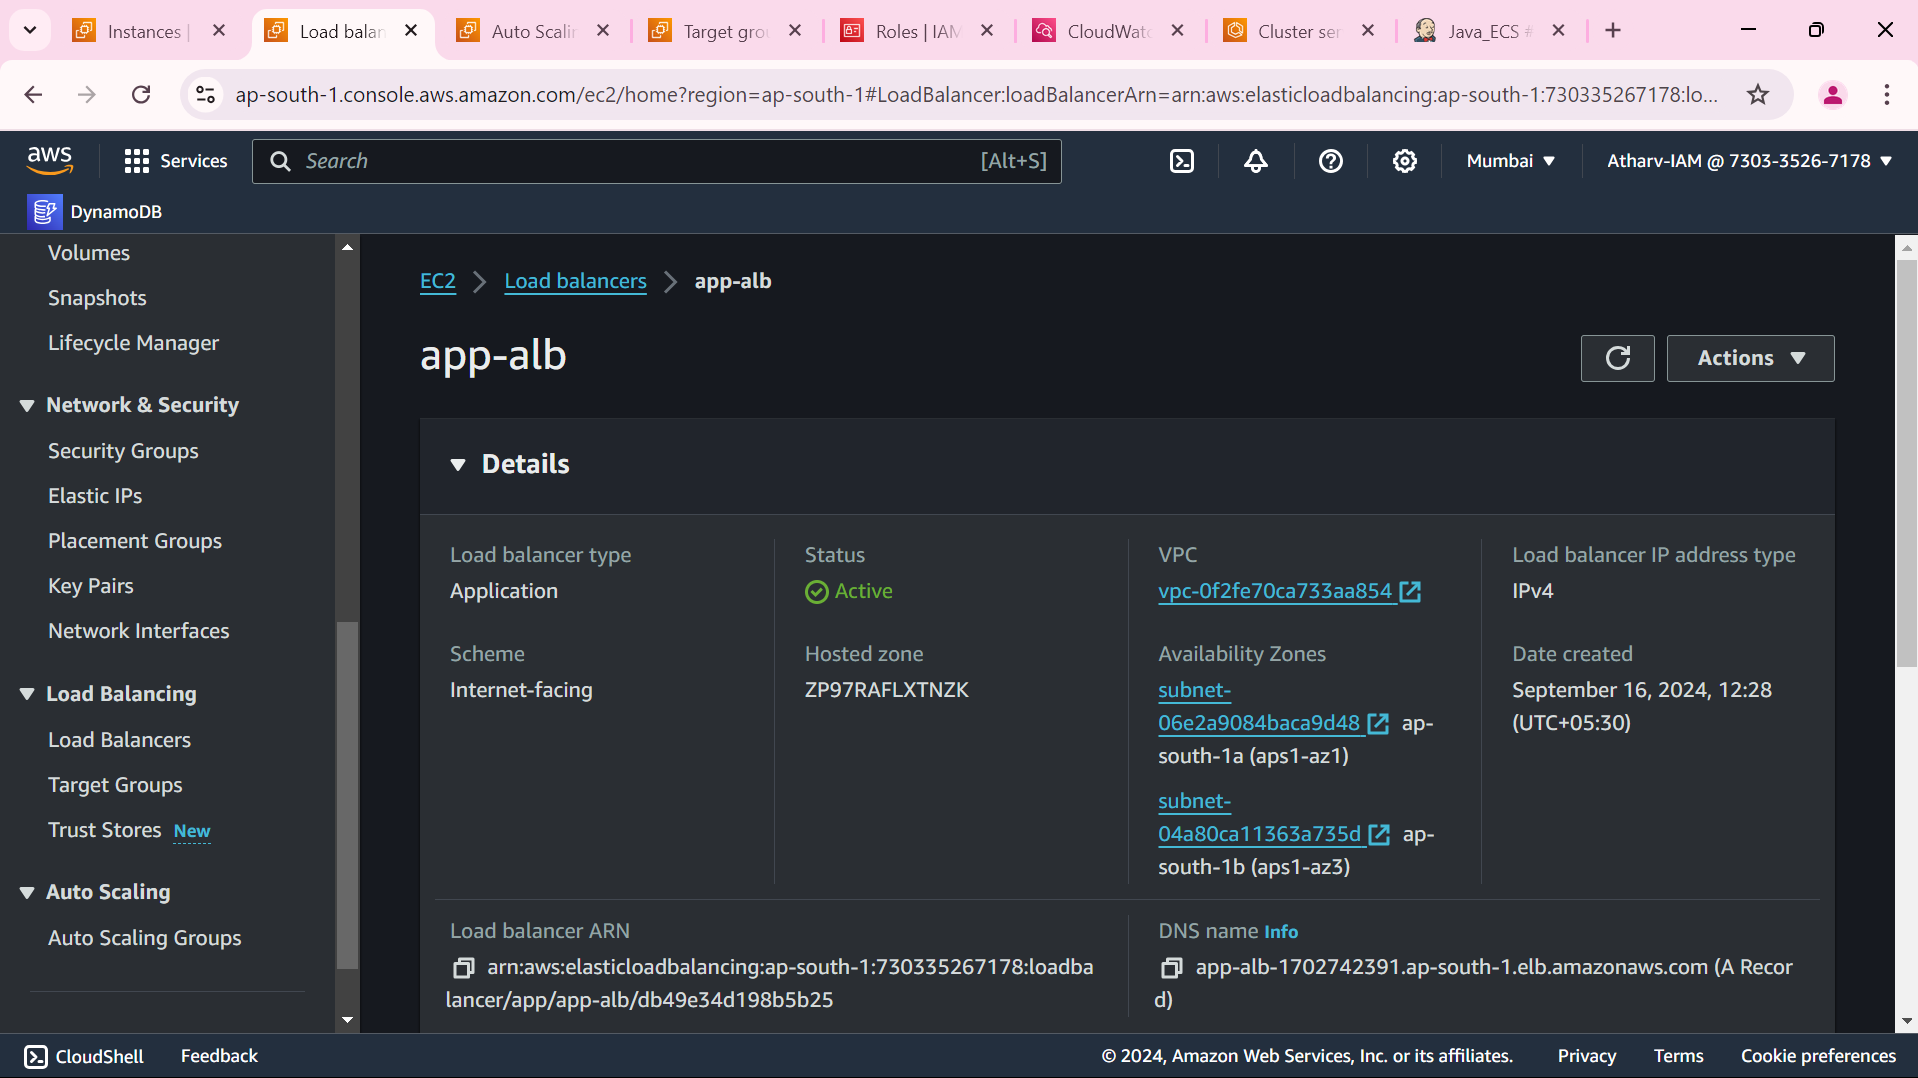 Instances |
Load balan
Auto Scalin
Target grou
Roles | IAM
CloudWatc
Cluster ser
Java_ECS #
ap-south-1.console.aws.amazon.com/ec2/home?region=ap-south-1#LoadBalancer:loadBalancerArn=arn:aws:elasticloadbalancing:ap-south-1:730335267178:lo...
aws
Services
Search
[Alt+S]
Mumbai
Atharv-IAM @ 7303-3526-7178
DynamoDB
Volumes
Snapshots
Lifecycle Manager
Network & Security
Security Groups
Elastic IPs
Placement Groups
Key Pairs
Network Interfaces
Load Balancing
Load Balancers
Target Groups
Trust Stores New
Auto Scaling
Auto Scaling Groups
EC2 > Load balancers > app-alb
app-alb
Actions
Details
Load balancer type
Application
Status
Active
VPC
vpc-0f2fe70ca733aa854
Load balancer IP address type
IPv4
Scheme
Internet-facing
Hosted zone
ZP97RAFLXTNZK
Availability Zones
subnet-
06e2a9084baca9d48 ap-
south-1a (aps1-az1)
subnet-
04a80ca11363a735d ap-
south-1b (aps1-az3)
Date created
September 16, 2024, 12:28
(UTC+05:30)
Load balancer ARN
arn:aws:elasticloadbalancing:ap-south-1:730335267178:loadba
lancer/app/app-alb/db49e34d198b5b25
DNS name Info
app-alb-1702742391.ap-south-1.elb.amazonaws.com (A Recor
d)
CloudShell
Feedback
© 2024, Amazon Web Services, Inc. or its affiliates.
Privacy
Terms
Cookie preferences